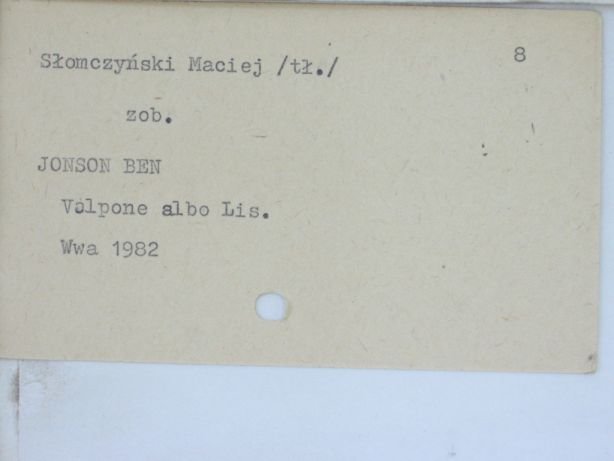 Słomczyński Maciej /tł./ 8
zob.
JONSON BEN
Volpone albo Lis.
Wwa 1982